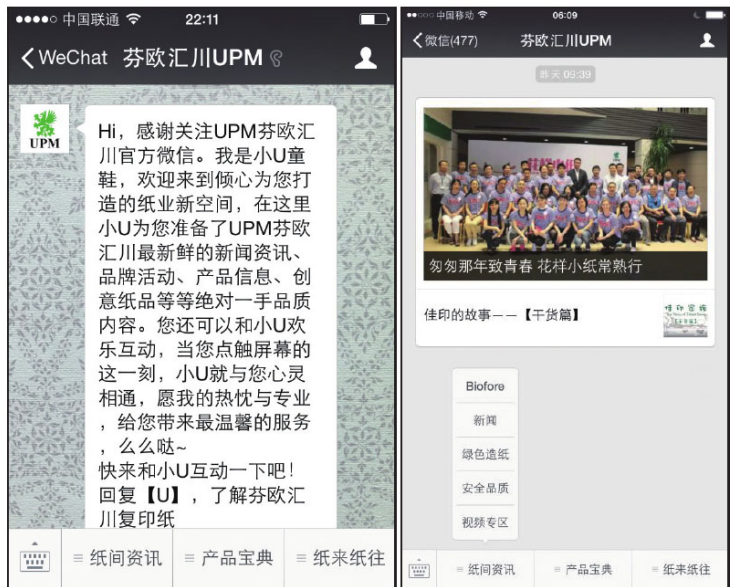 中国联通 22:11
WeChat 芬欧汇川UPM
UPM
Hi，感谢关注UPM芬欧汇
川官方微信。我是小U童
鞋，欢迎来到倾心为您打
造的纸业新空间，在这里
小U为您准备了UPM芬欧
汇川最新鲜的新闻资讯、
品牌活动、产品信息、创
意纸品等等绝对一手品质
内容。您还可以和小U欢
乐互动，当您点触屏幕的
这一刻，小U就与您心灵
相通，愿我的热忱与专业
，给您带来最温馨的服务
，么么哒~
快来和小U互动一下吧！
回复【U】，了解芬欧汇
川复印纸
≡ 纸间资讯 ≡ 产品宝典 ≡ 纸来纸往
中国移动 06:09
微信(477) 芬欧汇川UPM
昨天 09:39
匆匆那年致青春 花样小纸常熟行
佳印的故事——【干货篇】
Biofore
新闻
绿色造纸
安全品质
视频专区
≡ 纸间资讯 ≡ 产品宝典 ≡ 纸来纸往